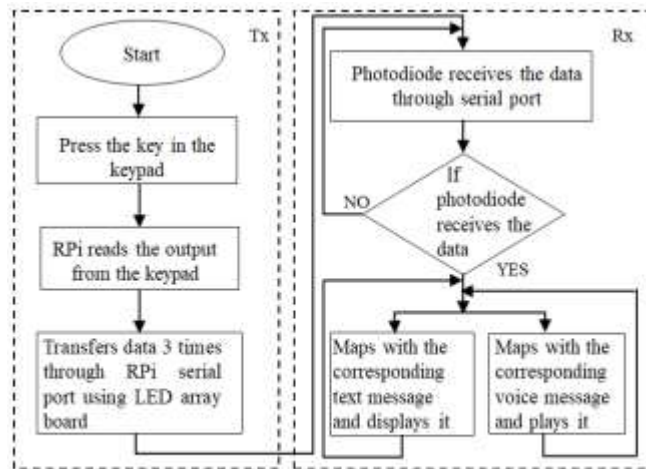 Tx
Start
Press the key in the
keypad
RPi reads the output
from the keypad
Transfers data 3 times
through RPi serial
port using LED array
board
Rx
Photodiode receives the data
through serial port
If
photodiode
receives the
data
NO
YES
Maps with the
corresponding
text message
and displays it
Maps with the
corresponding
voice message
and plays it